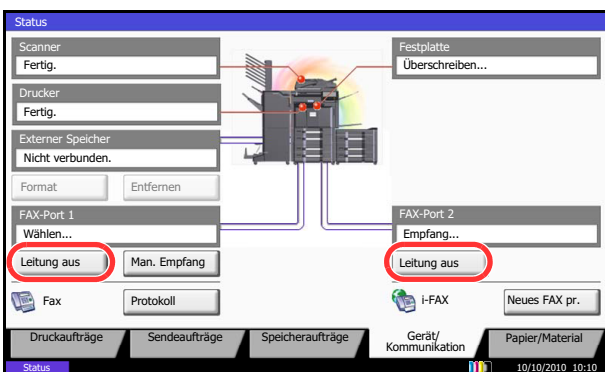 Status
Scanner
Fertig.
Festplatte
Überschreiben...
Drucker
Fertig.
Externer Speicher
Nicht verbunden.
Format
Entfernen
FAX-Port 1
Wählen...
FAX-Port 2
Empfang...
Leitung aus
Man. Empfang
Leitung aus
Fax
Protokoll
i-FAX
Neues FAX pr.
Druckaufträge
Sendeaufträge
Speicheraufträge
Gerät/
Kommunikation
Papier/Material
Status
10/10/2010 10:10